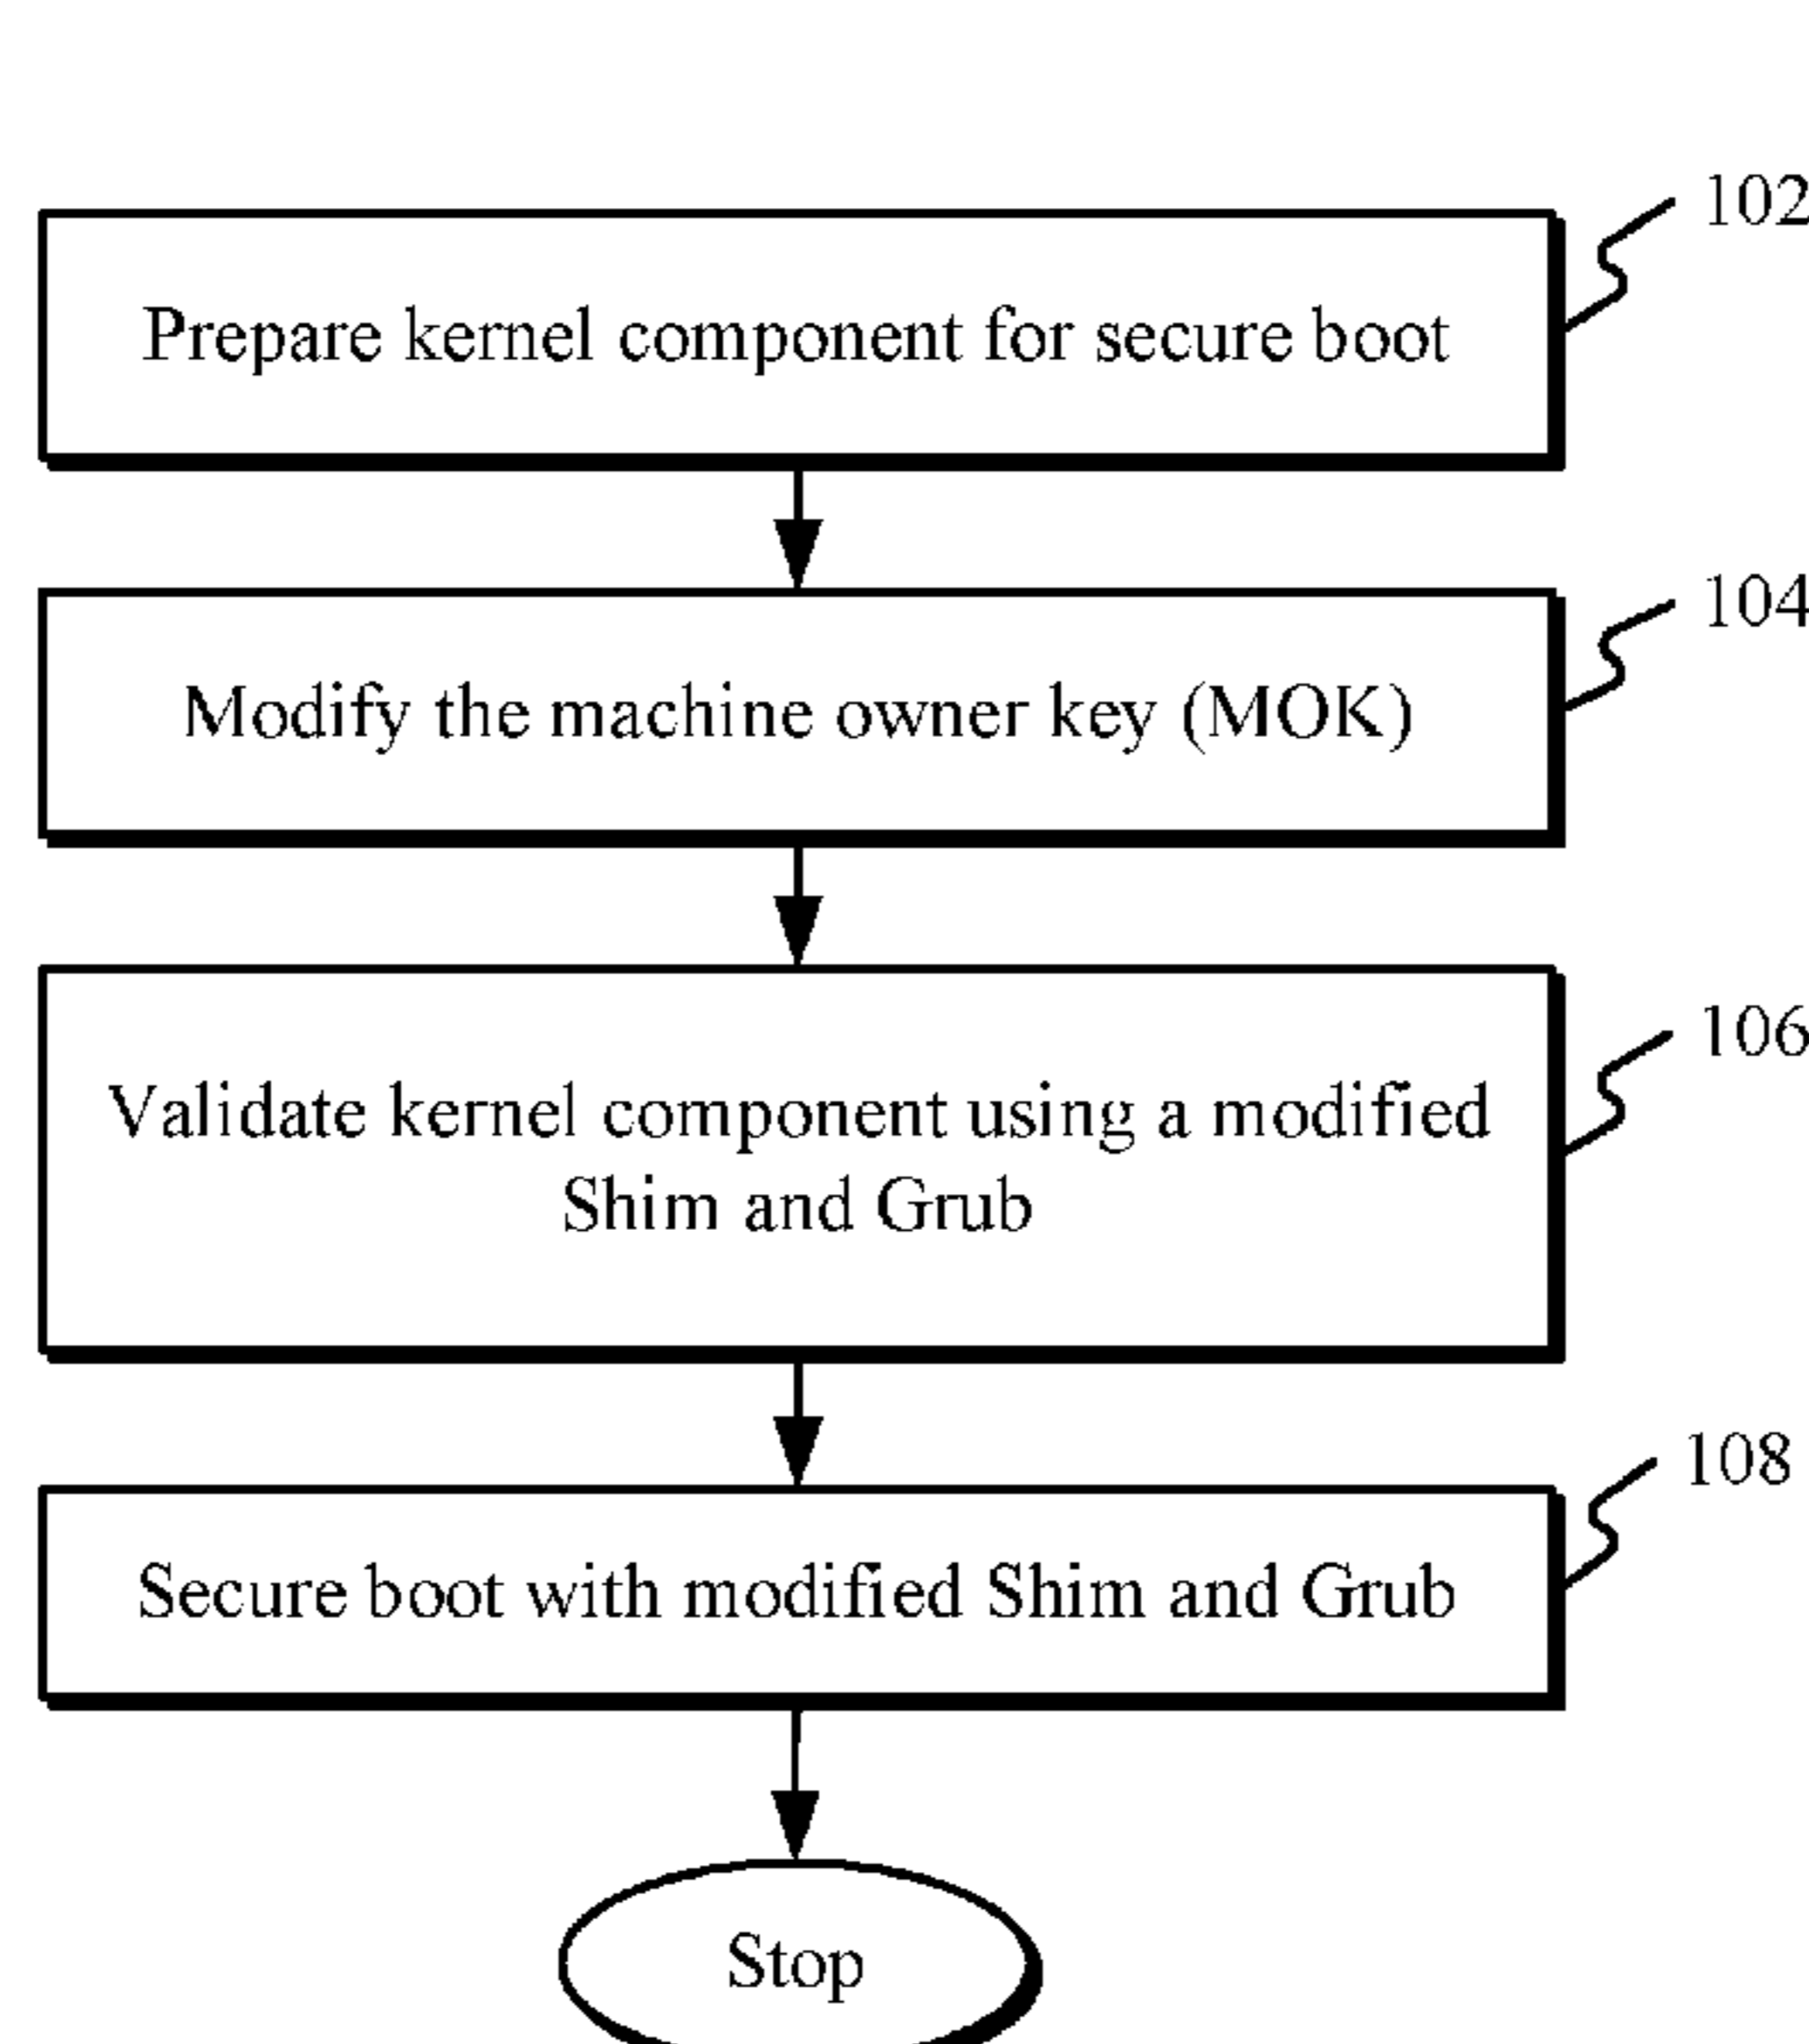 102
Prepare kernel component for secure boot
104
Modify the machine owner key (MOK)
106
Validate kernel component using a modified
Shim and Grub
108
Secure boot with modified Shim and Grub
Stop